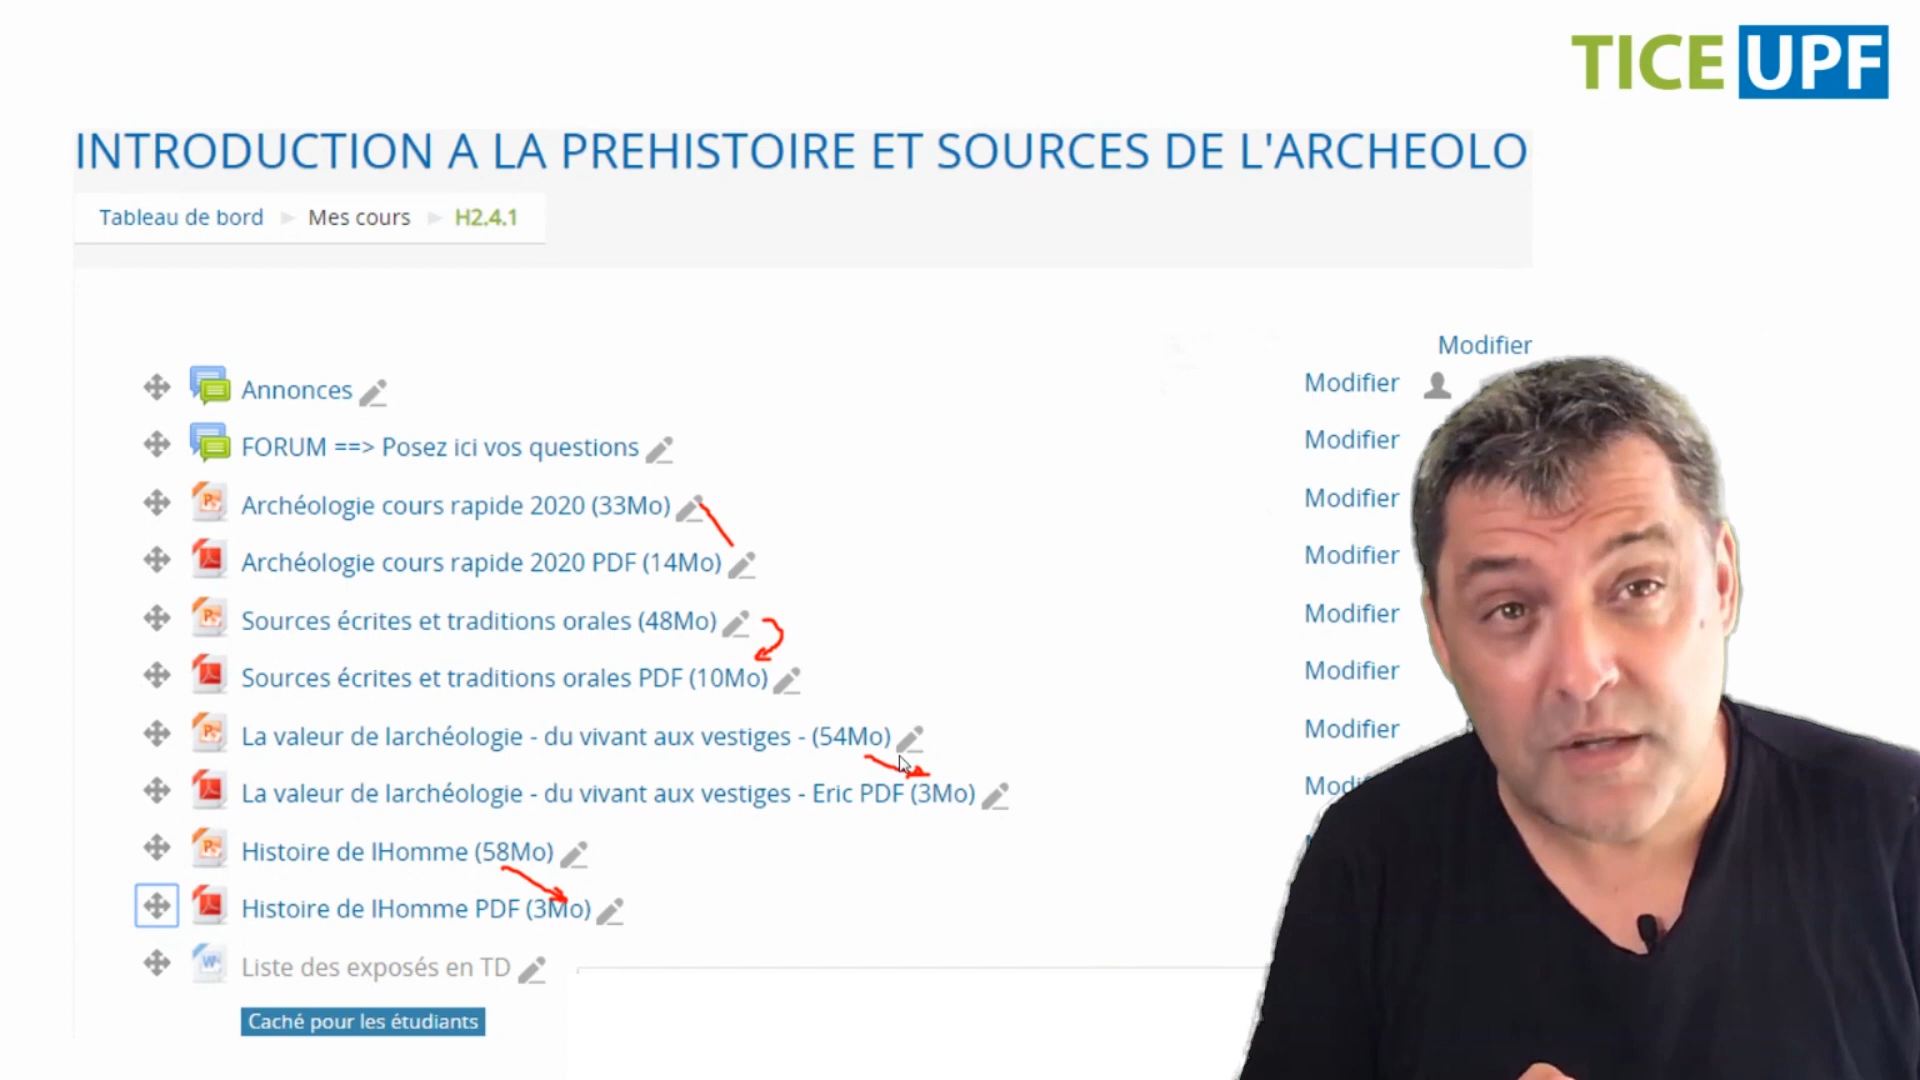 TICE UPF
INTRODUCTION A LA PREHISTOIRE ET SOURCES DE L'ARCHEOLO
Tableau de bord Mes cours H2.4.1
Modifier
Annonces Modifier
FORUM ==> Posez ici vos questions Modifier
Archéologie cours rapide 2020 (33Mo) Modifier
Archéologie cours rapide 2020 PDF (14Mo) Modifier
Sources écrites et traditions orales (48Mo) Modifier
Sources écrites et traditions orales PDF (10Mo) Modifier
La valeur de larchéologie - du vivant aux vestiges - (54Mo) Modifier
La valeur de larchéologie - du vivant aux vestiges - Eric PDF (3Mo)
Histoire de lHomme (58Mo)
Histoire de lHomme PDF (3Mo)
Liste des exposés en TD
Caché pour les étudiants